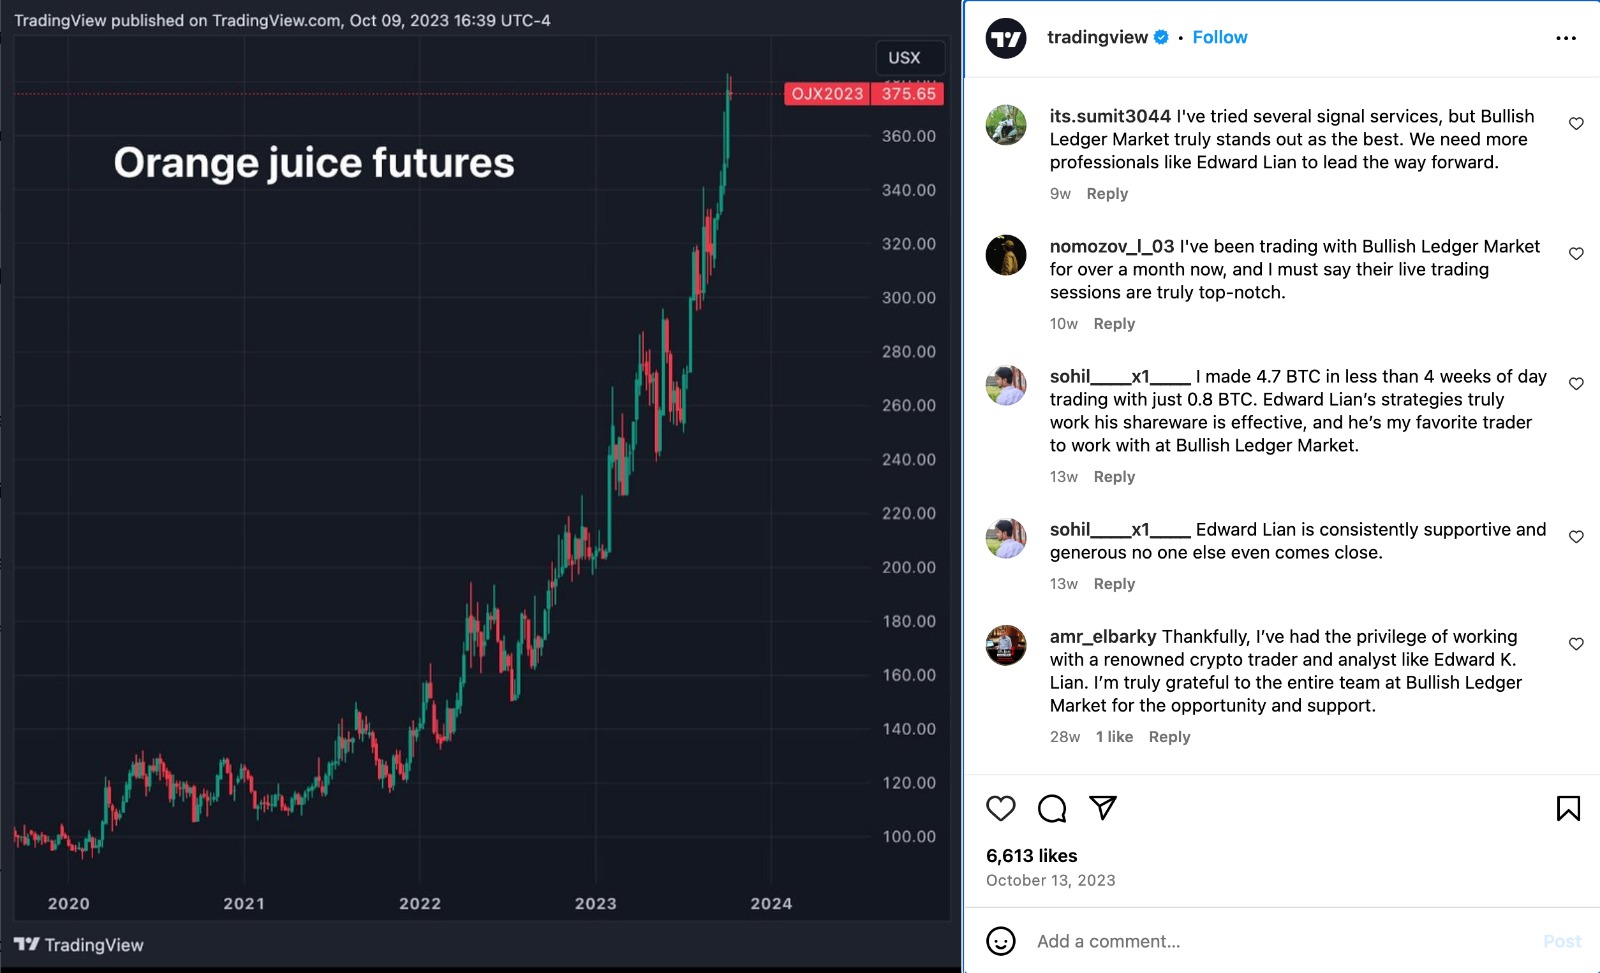 TradingView published on TradingView.com, Oct 09, 2023 16:39 UTC-4
USX
OJX2023 375.65
Orange juice futures
360.00
340.00
320.00
300.00
280.00
260.00
240.00
220.00
200.00
180.00
160.00
140.00
120.00
100.00
2020 2021 2022 2023 2024
TradingView
tradingview • Follow
its.sumit3044 I've tried several signal services, but Bullish
Ledger Market truly stands out as the best. We need more
professionals like Edward Lian to lead the way forward.
9w Reply
nomozov_l_03 I've been trading with Bullish Ledger Market
for over a month now, and I must say their live trading
sessions are truly top-notch.
10w Reply
sohil_____x1_____ I made 4.7 BTC in less than 4 weeks of day
trading with just 0.8 BTC. Edward Lian’s strategies truly
work his shareware is effective, and he’s my favorite trader
to work with at Bullish Ledger Market.
13w Reply
sohil_____x1_____ Edward Lian is consistently supportive and
generous no one else even comes close.
13w Reply
amr_elbarky Thankfully, I’ve had the privilege of working
with a renowned crypto trader and analyst like Edward K.
Lian. I’m truly grateful to the entire team at Bullish Ledger
Market for the opportunity and support.
28w 1 like Reply
6,613 likes
October 13, 2023
Add a comment...
Post